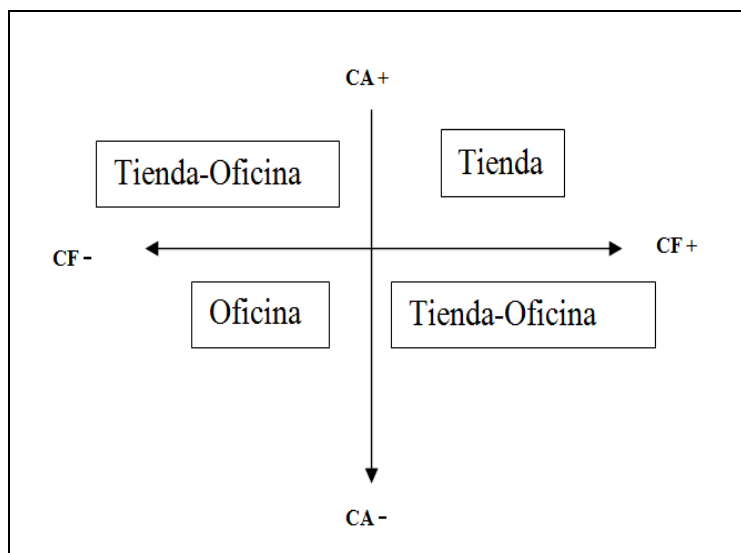 CA+
Tienda-Oficina
Tienda
CF-
CF+
Oficina
Tienda-Oficina
CA-